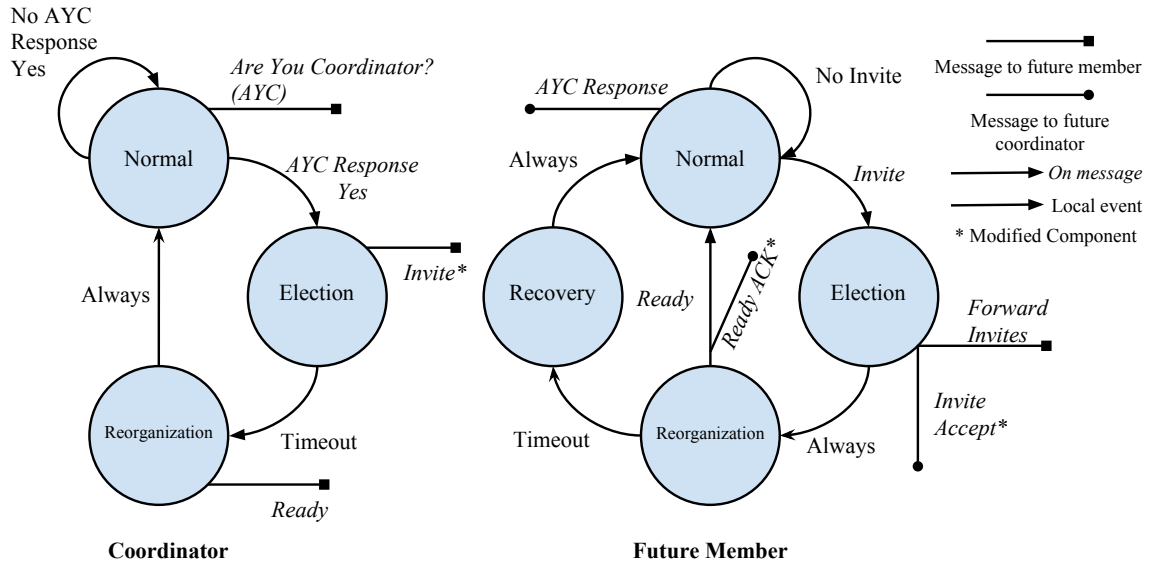 No AYC
Response
Yes
Are You Coordinator?
(AYC)
Normal
AYC Response
Yes
Election
Invite*
Always
Reorganization
Timeout
Ready
Coordinator
AYC Response
No Invite
Normal
Always
Invite
Recovery
Ready
Ready ACK*
Election
Forward
Invites
Invite
Accept*
Timeout
Reorganization
Always
Future Member
Message to future member
Message to future
coordinator
On message
Local event
* Modified Component